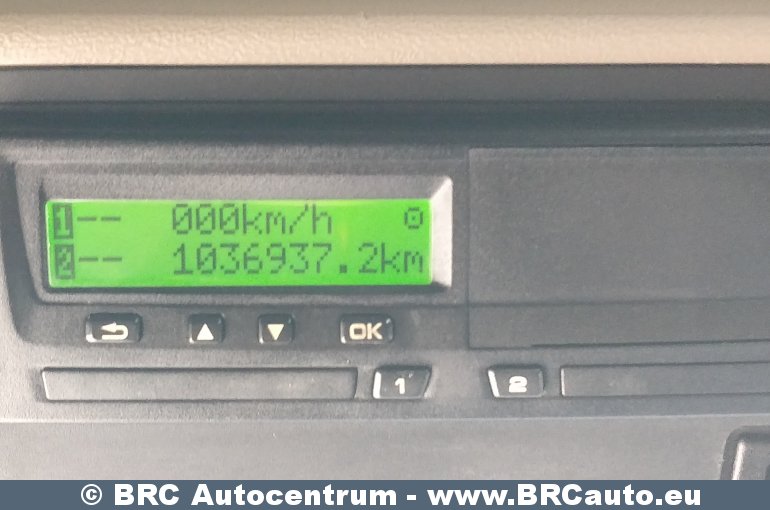 1-- 000km/h
2-- 1036937.2km
OK
1
2
© BRC Autocentrum - www.BRCauto.eu